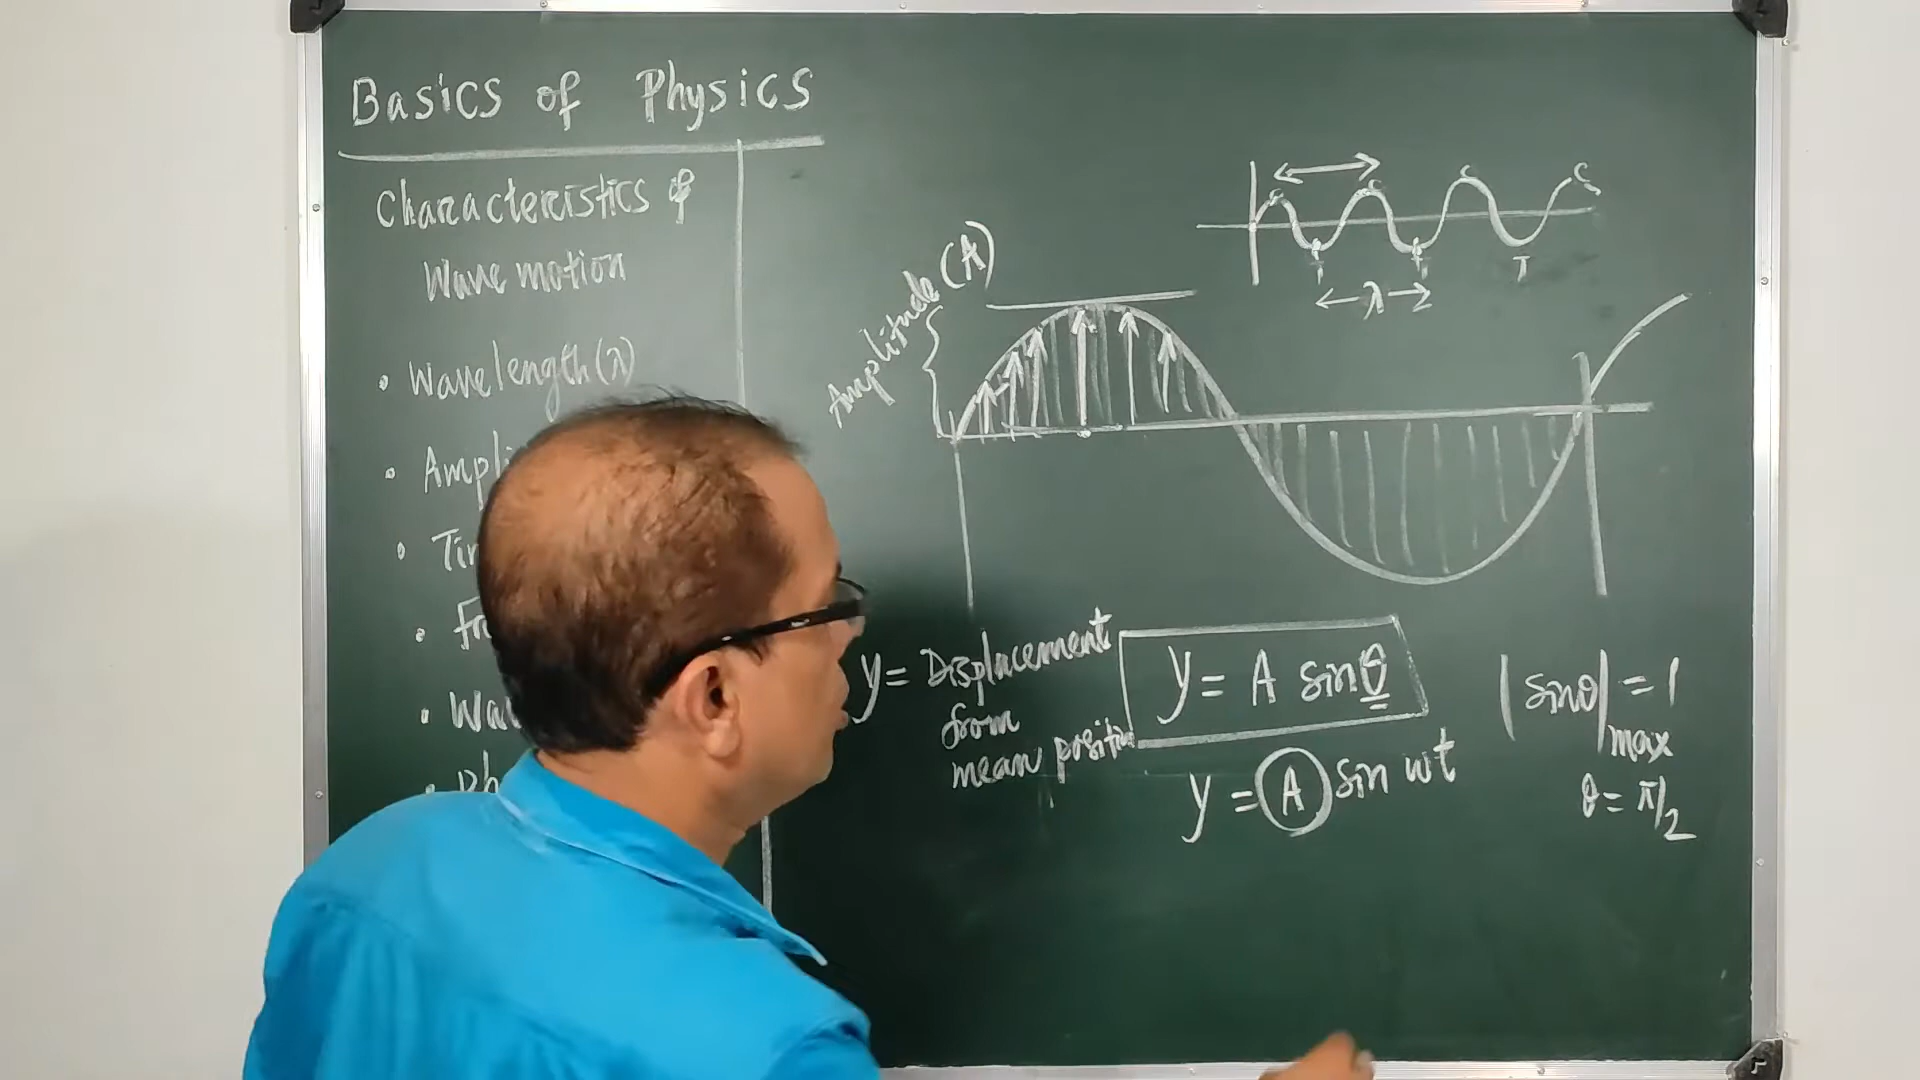 Basics of Physics
Characteristics of
Wave motion
• Wavelength (λ)
•
•
•
•
•
Amplitude (A)
C C C C
T T T
← λ →
y = Displacement
from
mean position
y = A sinθ
y = A sin wt
|sinθ| = 1
max
θ = π/2